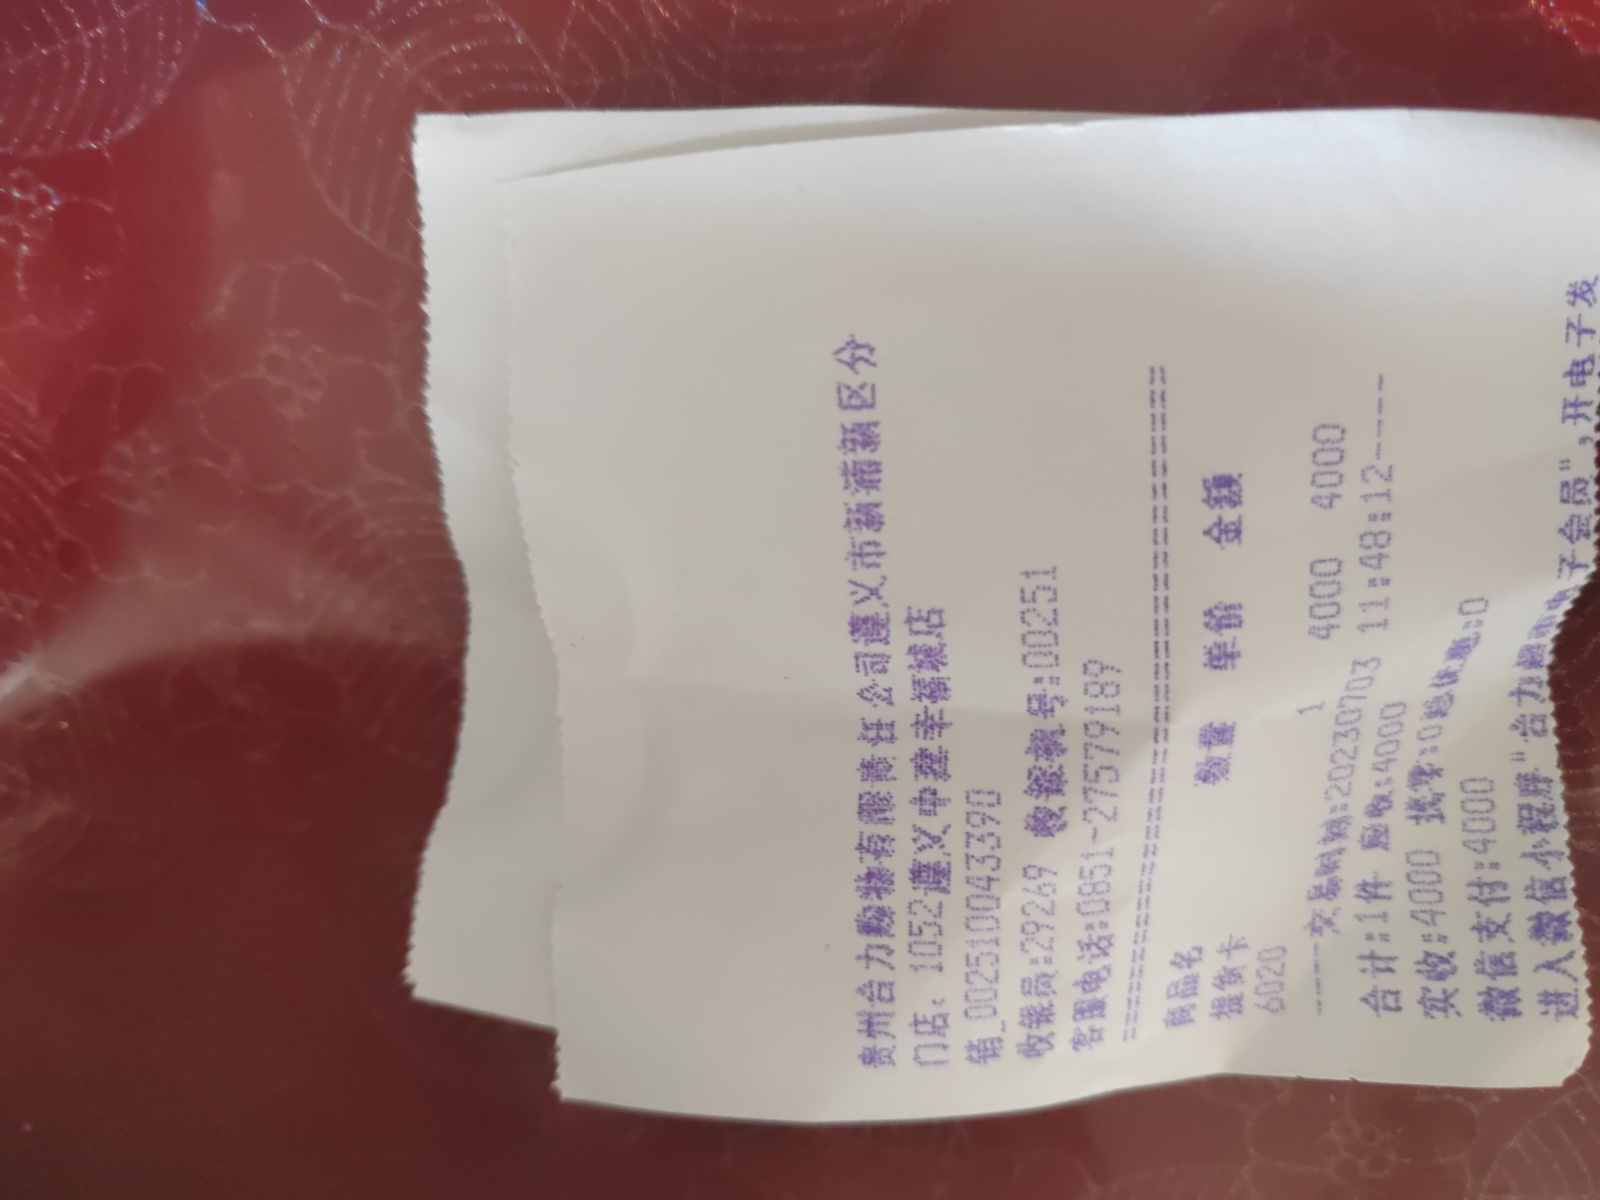 贵州合力购物有限责任公司遵义市新浦新区分
门店：1052遵义中建幸福城店
销_00251004339​0
收银员:29269 收银机号:00251
客服电话:0851-27579189
================================
商品名 数量 单价 金额
提货卡
6020 1 4000 4000
-----交易时间:20230703 11:48:12-----
合计:1件 应收:4000
实收:4000 找零:0总优惠:0
微信支付:4000
进入微信小程序"合力超市电子会员",开电子发